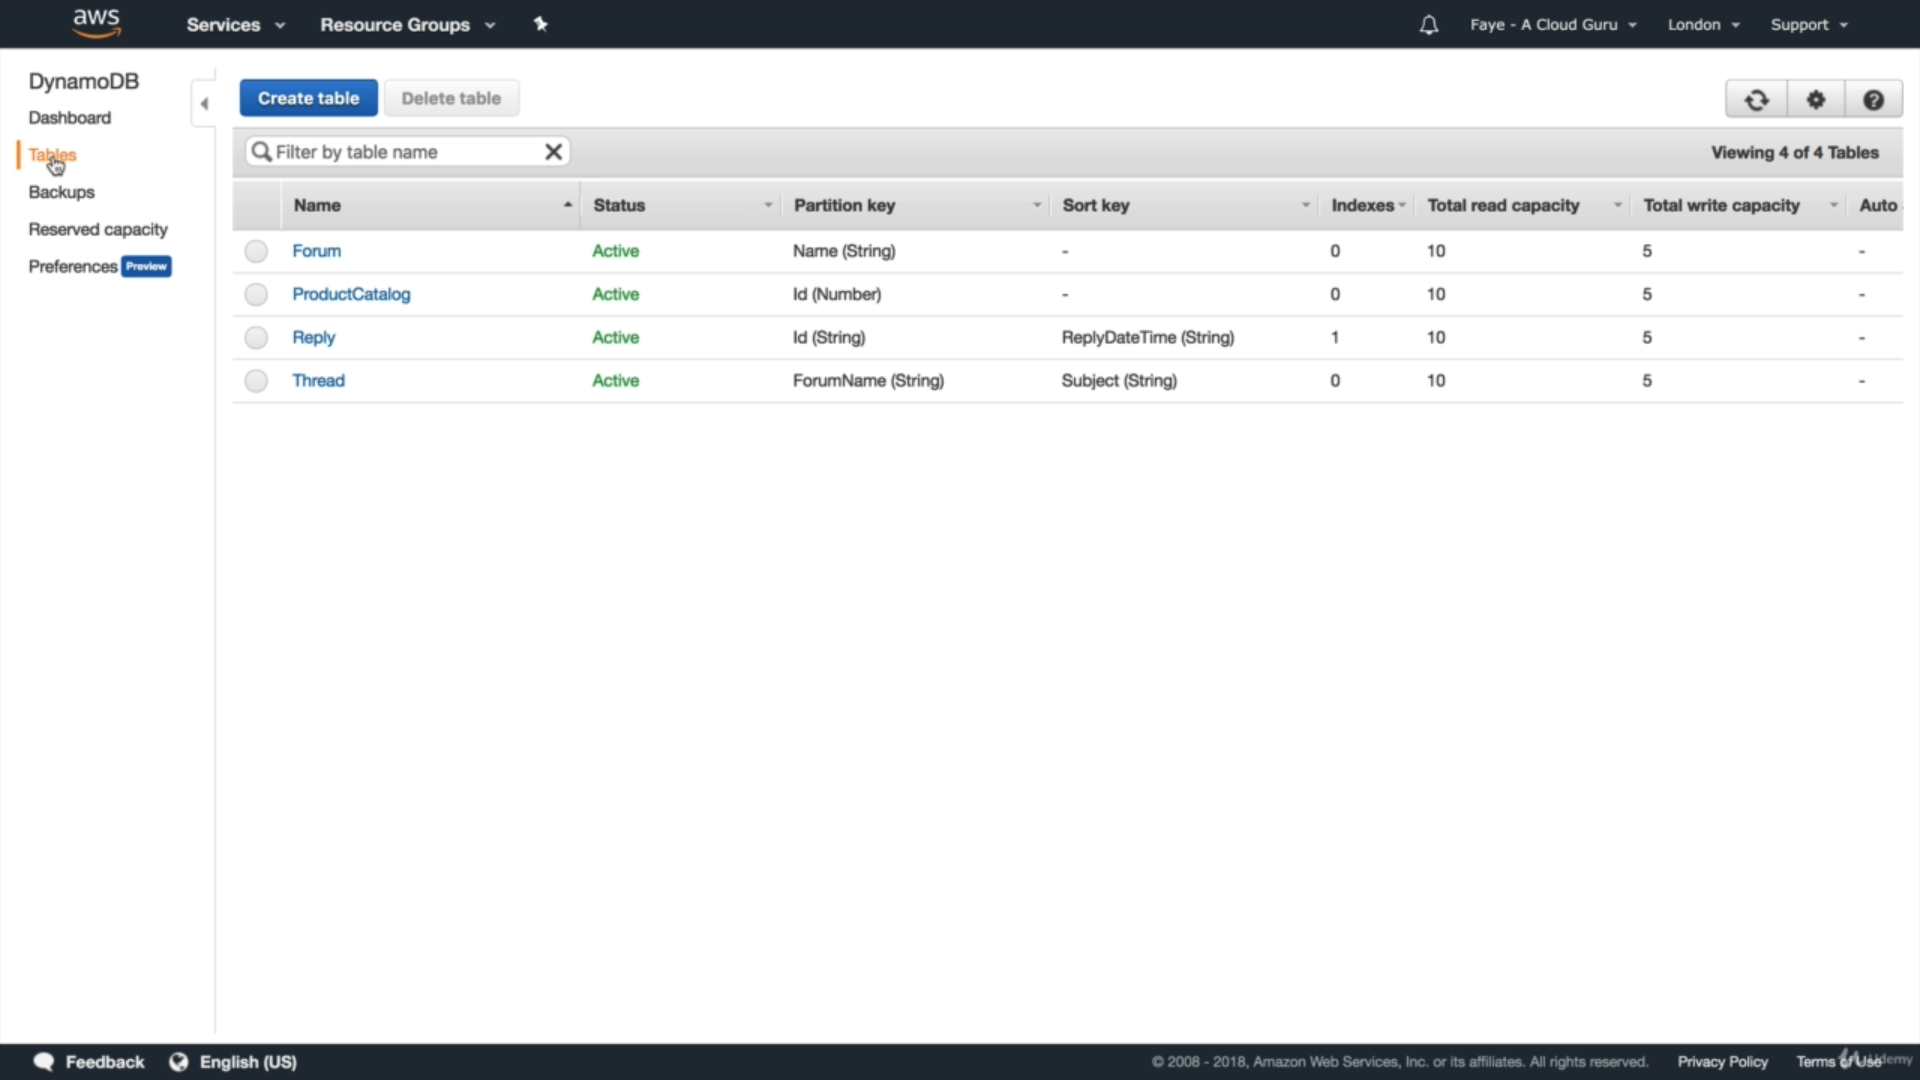 aws Services Resource Groups Faye - A Cloud Guru London Support
DynamoDB
Dashboard
Tables
Backups
Reserved capacity
Preferences Preview
Create table Delete table
Filter by table name Viewing 4 of 4 Tables
Name Status Partition key Sort key Indexes Total read capacity Total write capacity Auto
Forum Active Name (String) - 0 10 5 -
ProductCatalog Active Id (Number) - 0 10 5 -
Reply Active Id (String) ReplyDateTime (String) 1 10 5 -
Thread Active ForumName (String) Subject (String) 0 10 5 -
Feedback English (US) © 2008 - 2018, Amazon Web Services, Inc. or its affiliates. All rights reserved. Privacy Policy Terms of Use
Udemy